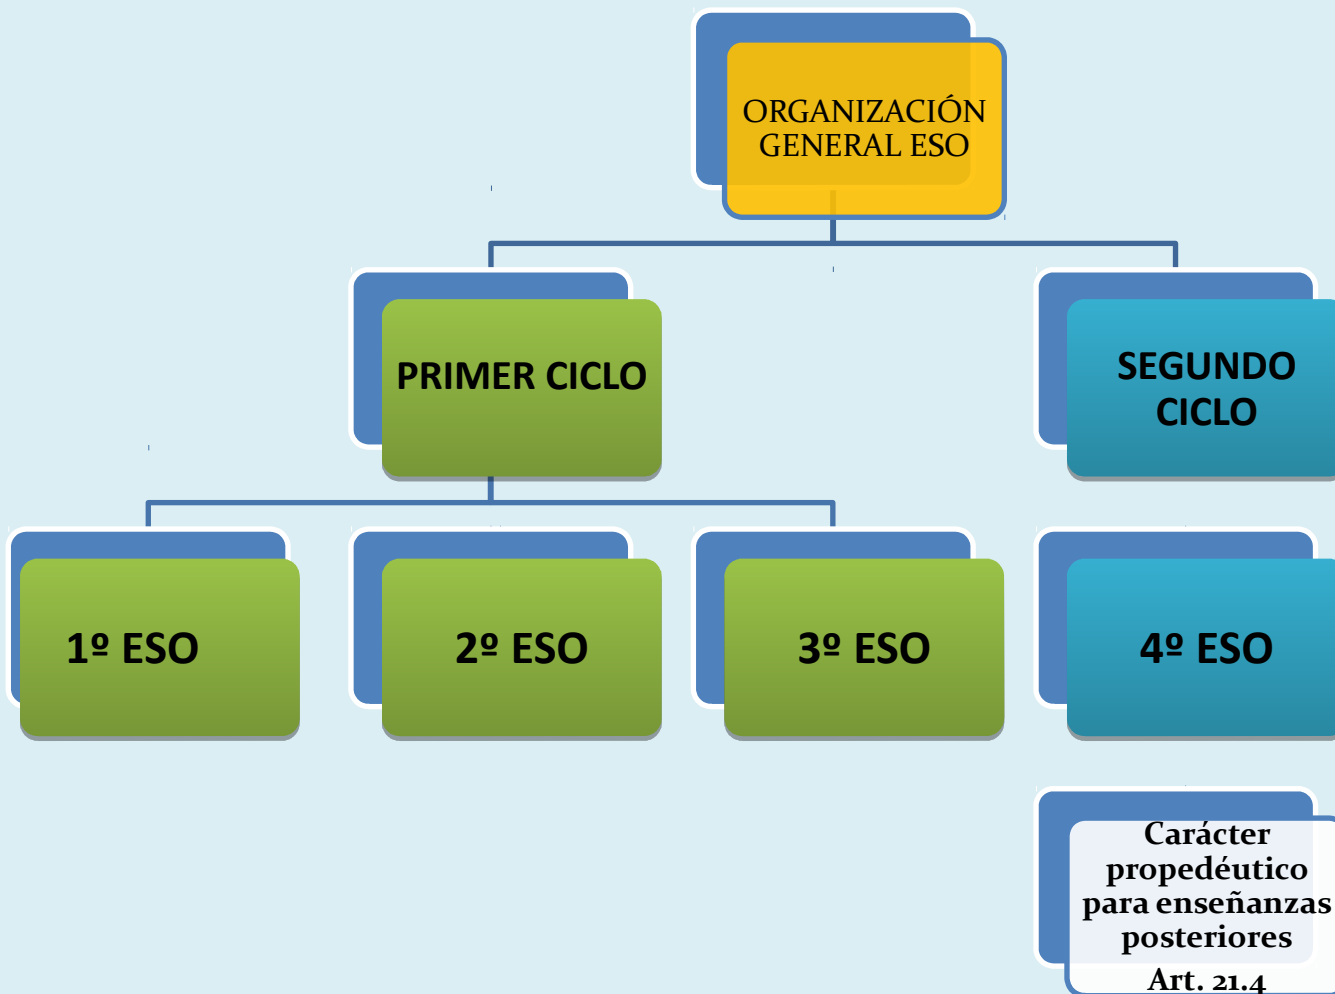 ORGANIZACIÓN
GENERAL ESO
PRIMER CICLO
SEGUNDO
CICLO
1º ESO
2º ESO
3º ESO
4º ESO
Carácter
propedéutico
para enseñanzas
posteriores
Art. 21.4